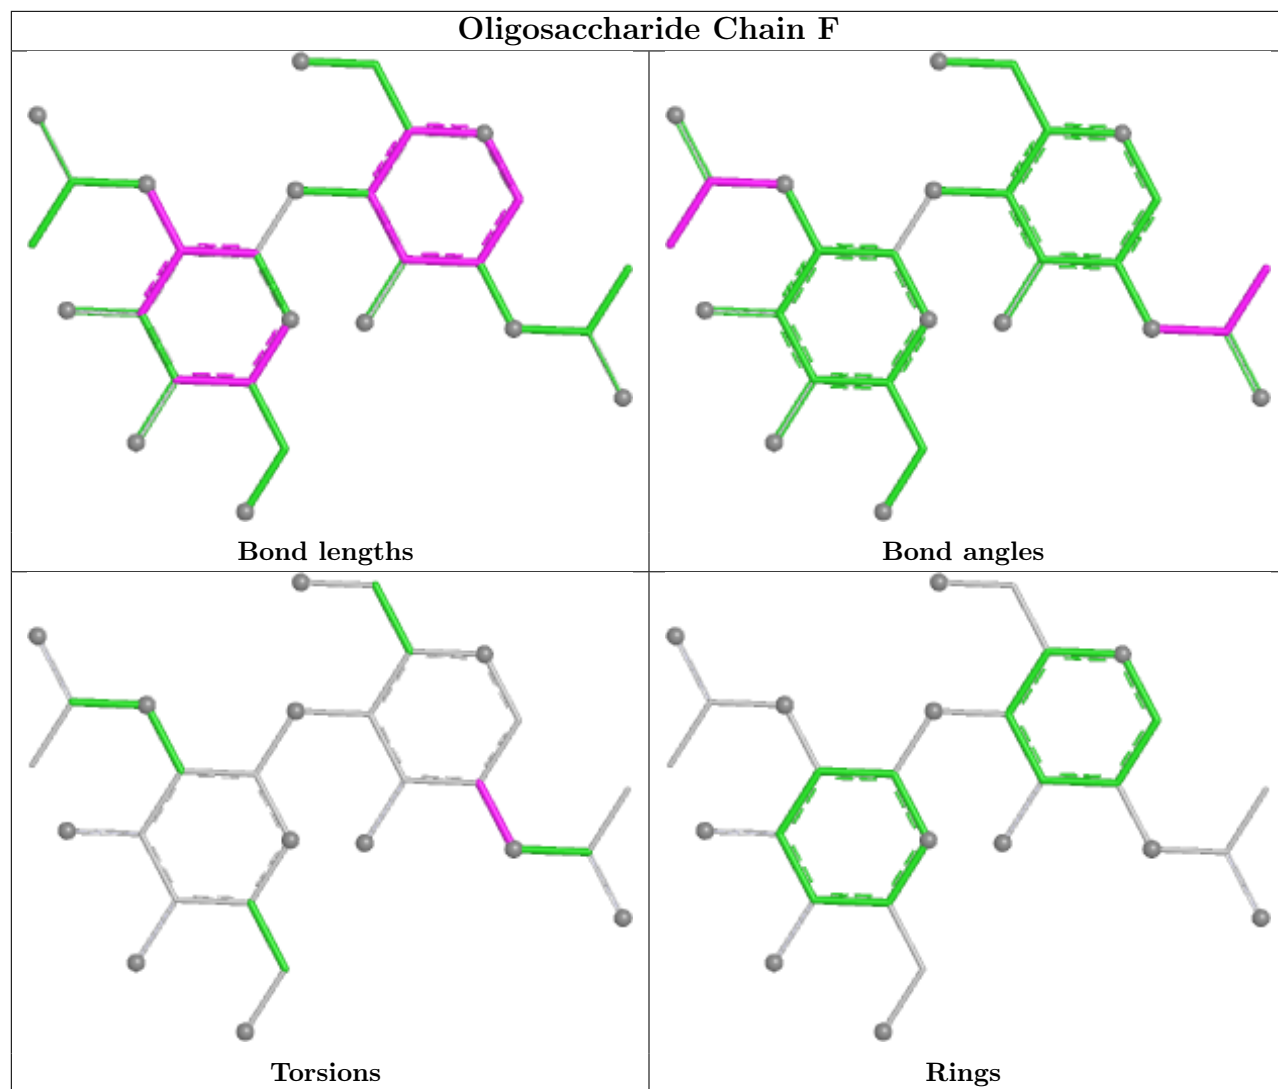 Oligosaccharide Chain F
Bond lengths
Bond angles
Torsions
Rings